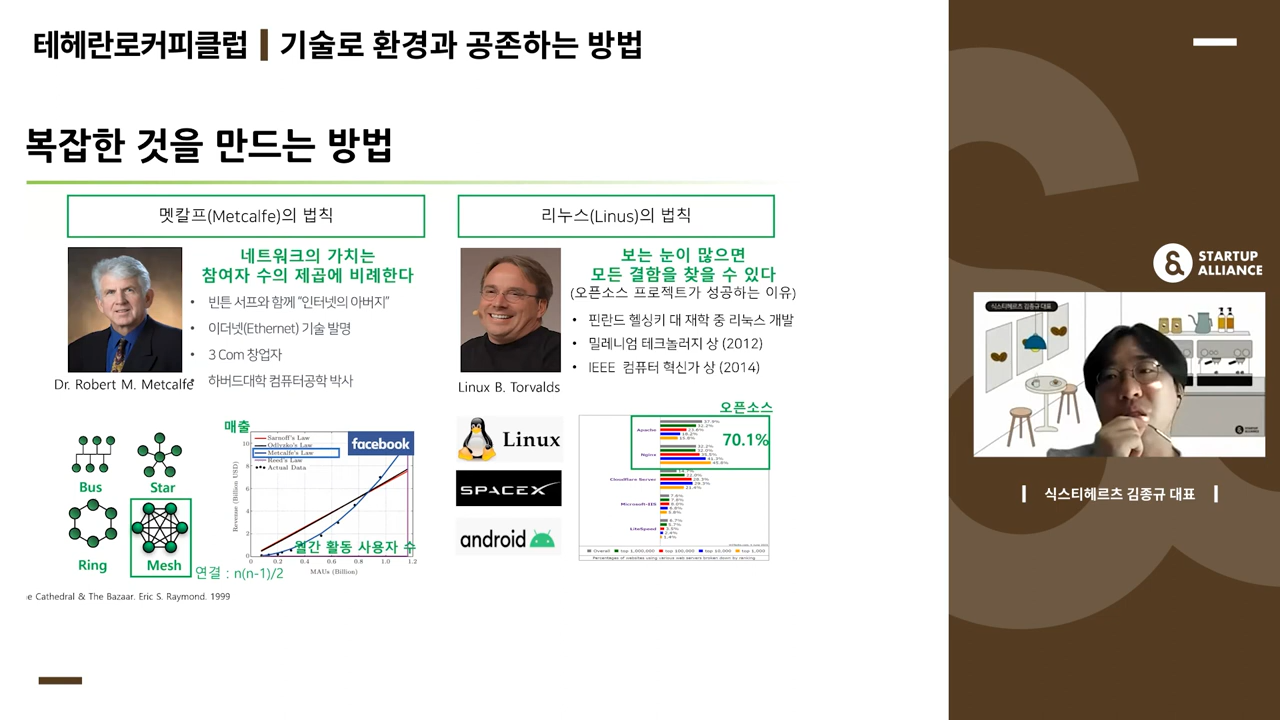 테헤란로커피클럽 | 기술로 환경과 공존하는 방법
복잡한 것을 만드는 방법
멧칼프(Metcalfe)의 법칙
네트워크의 가치는
참여자 수의 제곱에 비례한다
• 빈튼 서프와 함께 “인터넷의 아버지”
• 이더넷(Ethernet) 기술 발명
• 3 Com 창업자
• 하버드대학 컴퓨터공학 박사
Dr. Robert M. Metcalfe
Bus
Star
Ring
Mesh
연결 : n(n-1)/2
매출
Sarnoff's Law
Odlyzko's Law
Metcalfe's Law
Reed's Law
Actual Data
facebook
Revenue (Billion USD)
월간 활동 사용자 수
0 0.2 0.4 0.6 0.8 1.0 1.2
MAUs (Billion)
e Cathedral & The Bazaar. Eric S. Raymond. 1999
리누스(Linus)의 법칙
보는 눈이 많으면
모든 결함을 찾을 수 있다
(오픈소스 프로젝트가 성공하는 이유)
• 핀란드 헬싱키 대 재학 중 리눅스 개발
• 밀레니엄 테크놀러지 상 (2012)
• IEEE 컴퓨터 혁신가 상 (2014)
Linux B. Torvalds
Linux
SPACEX
android
오픈소스
70.1%
Apache
Nginx
Cloudflare Server
Microsoft-IIS
LiteSpeed
Overall top 1,000,000 top 100,000 top 10,000 top 1,000
Percentages of websites using various web servers broken down by ranking
STARTUP
ALLIANCE
식스티헤르츠 김종규 대표
| 식스티헤르츠 김종규 대표 |